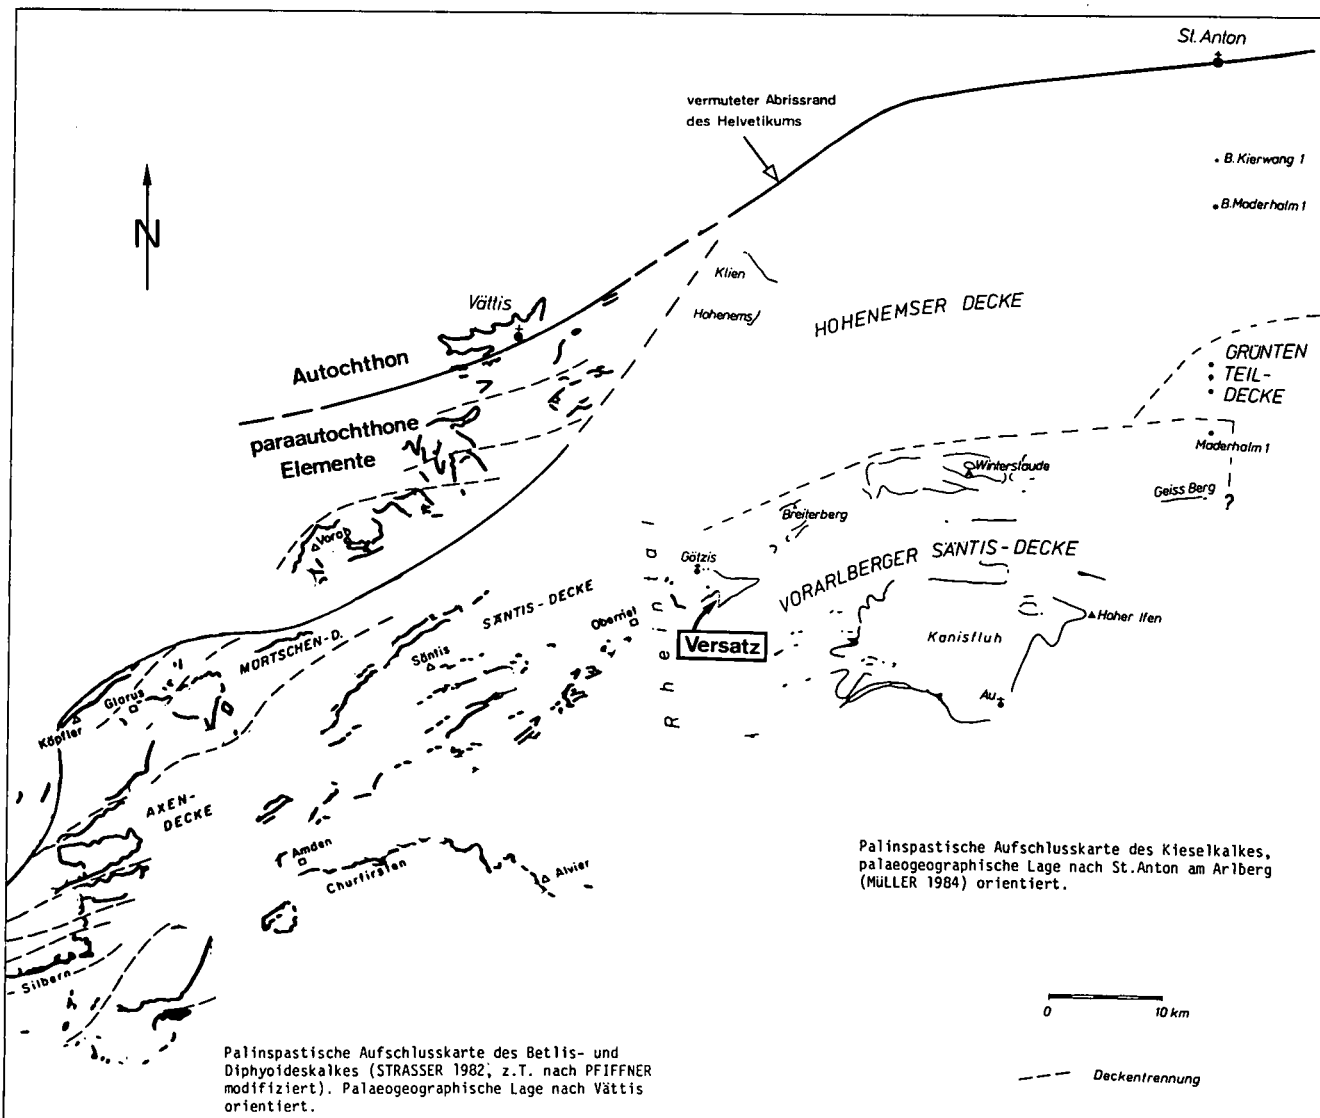 St. Anton
vermuteter Abrissrand
des Helvetikums
B. Kierwang 1
B. Maderhalm 1
N
Klien
Hohenems
HOHENEMSER DECKE
Vättis
Autochthon
GRÜNTEN
TEIL-
DECKE
paraautochthone
Elemente
Maderhalm 1
Winterstaude
Geiss Berg
?
Breiterberg
Vorab
Götzis
VORARLBERGER SÄNTIS-DECKE
Rheintal
SÄNTIS-DECKE
Oberriet
Hoher Ifen
Kanisfluh
Versatz
MÜRTSCHEN-D.
Säntis
Au
Glarus
Köpfler
AXEN-
DECKE
Amden
Churfirsten
Alvier
Palinspastische Aufschlusskarte des Kieselkalkes,
palaeogeographische Lage nach St.Anton am Arlberg
(MÜLLER 1984) orientiert.
Silbern
0 10 km
Palinspastische Aufschlusskarte des Betlis- und
Diphyoideskalkes (STRASSER 1982, z.T. nach PFIFFNER
modifiziert). Palaeogeographische Lage nach Vättis
orientiert.
Deckentrennung